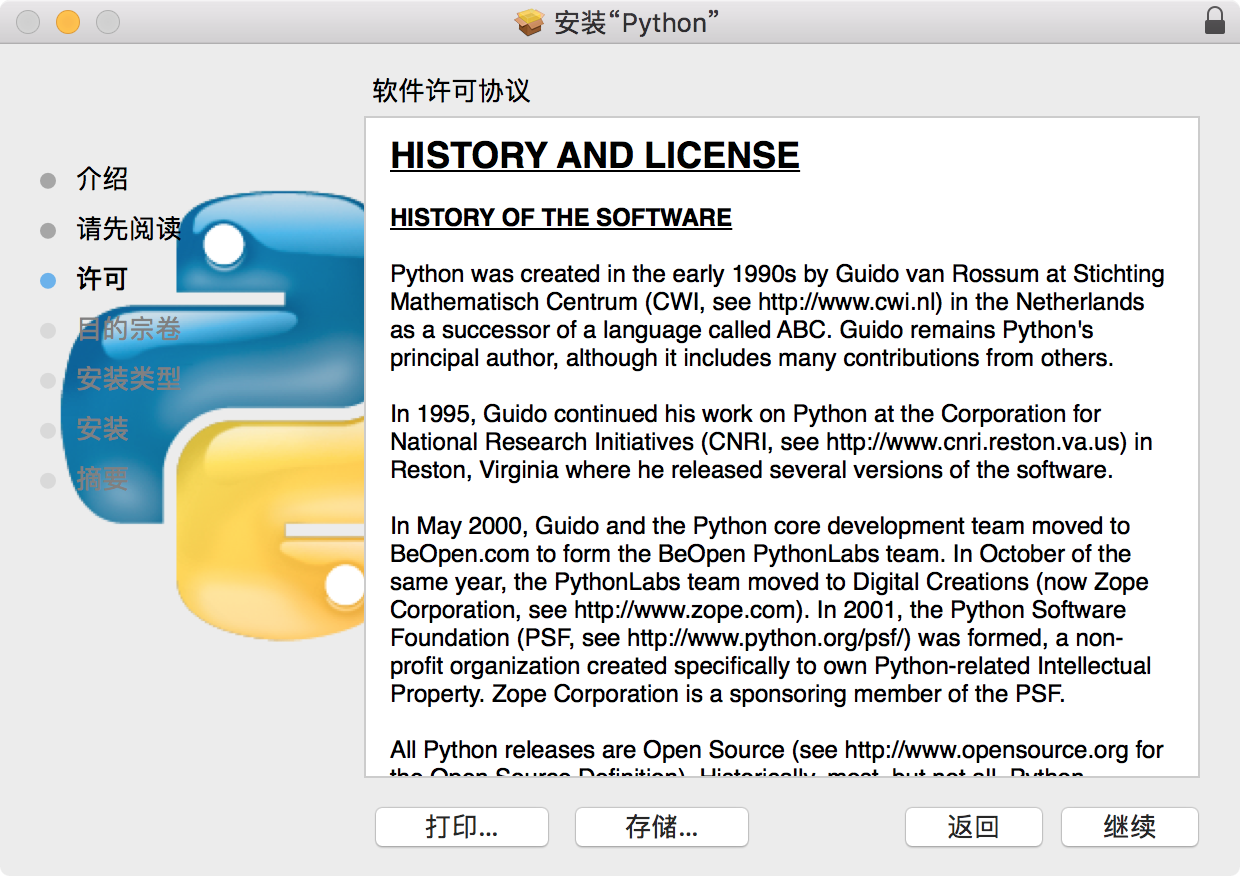 安装“Python”
软件许可协议
介绍
请先阅读
许可
目的宗卷
安装类型
安装
摘要
HISTORY AND LICENSE
HISTORY OF THE SOFTWARE
Python was created in the early 1990s by Guido van Rossum at Stichting
Mathematisch Centrum (CWI, see http://www.cwi.nl) in the Netherlands
as a successor of a language called ABC. Guido remains Python's
principal author, although it includes many contributions from others.
In 1995, Guido continued his work on Python at the Corporation for
National Research Initiatives (CNRI, see http://www.cnri.reston.va.us) in
Reston, Virginia where he released several versions of the software.
In May 2000, Guido and the Python core development team moved to
BeOpen.com to form the BeOpen PythonLabs team. In October of the
same year, the PythonLabs team moved to Digital Creations (now Zope
Corporation, see http://www.zope.com). In 2001, the Python Software
Foundation (PSF, see http://www.python.org/psf/) was formed, a non-
profit organization created specifically to own Python-related Intellectual
Property. Zope Corporation is a sponsoring member of the PSF.
All Python releases are Open Source (see http://www.opensource.org for
the Open Source Definition). Historically, most, but not all, Python
打印...
存储...
返回
继续